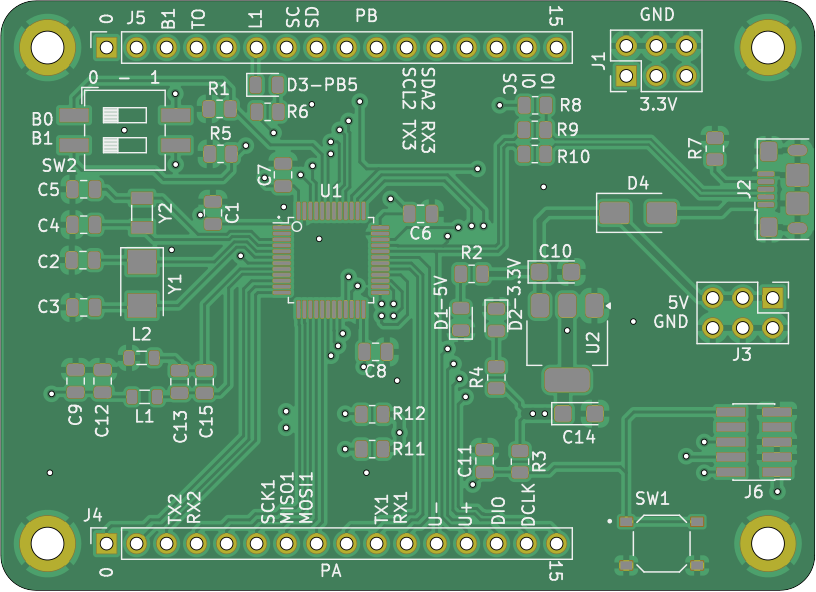 0 J5 B1 TO L1 SC SD PB 15
GND
J1
3.3V
0 - 1
B0
B1
SW2
R1
D3-PB5
R6
R5
SCL2 TX3
SDA2 RX3
SC IO OI
R8
R9
R10
R7
J2
D4
C5
C4
C2
C3
Y2
Y1
C1
C7
U1
C6
R2
C10
D1-5V
D2-3.3V
U2
5V
GND
J3
L2
L1
C9
C12
C13
C15
C8
R4
C14
R12
R11
C11
R3
J6
SW1
J4
TX2
RX2
SCK1
MISO1
MOSI1
TX1
RX1
U-
U+
DIO
DCLK
0 PA 15